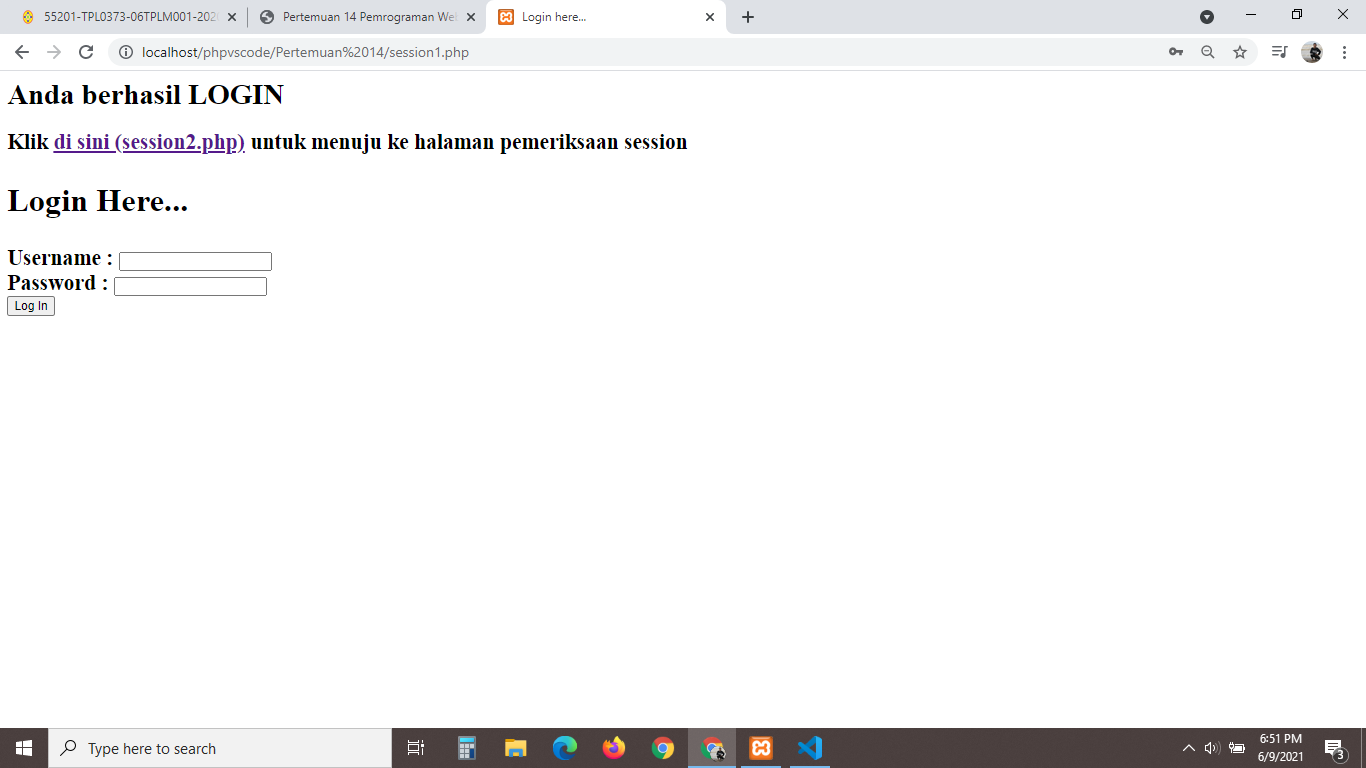 55201-TPL0373-06TPLM001-202
Pertemuan 14 Pemrograman We
Login here...
localhost/phpvscode/Pertemuan%2014/session1.php
Anda berhasil LOGIN
Klik di sini (session2.php) untuk menuju ke halaman pemeriksaan session
Login Here...
Username :
Password :
Log In
Type here to search
6:51 PM
6/9/2021
3